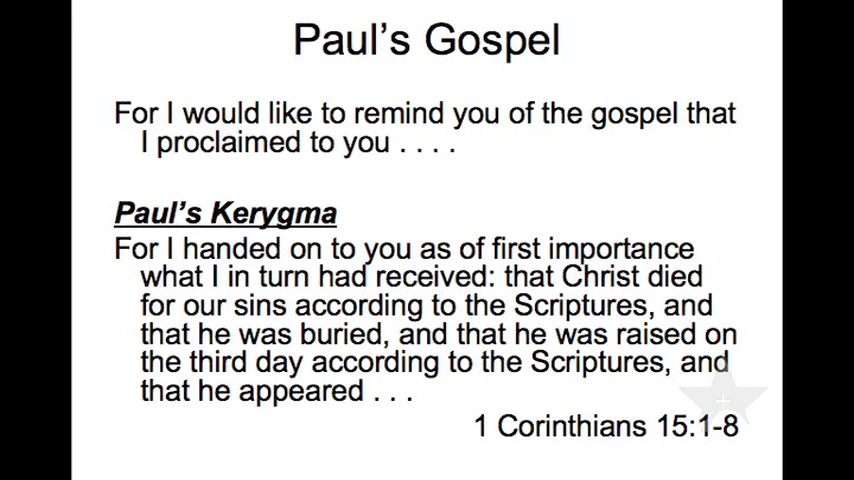 Paul’s Gospel
For I would like to remind you of the gospel that
I proclaimed to you . . . .
Paul’s Kerygma
For I handed on to you as of first importance
what I in turn had received: that Christ died
for our sins according to the Scriptures, and
that he was buried, and that he was raised on
the third day according to the Scriptures, and
that he appeared . . .
1 Corinthians 15:1-8